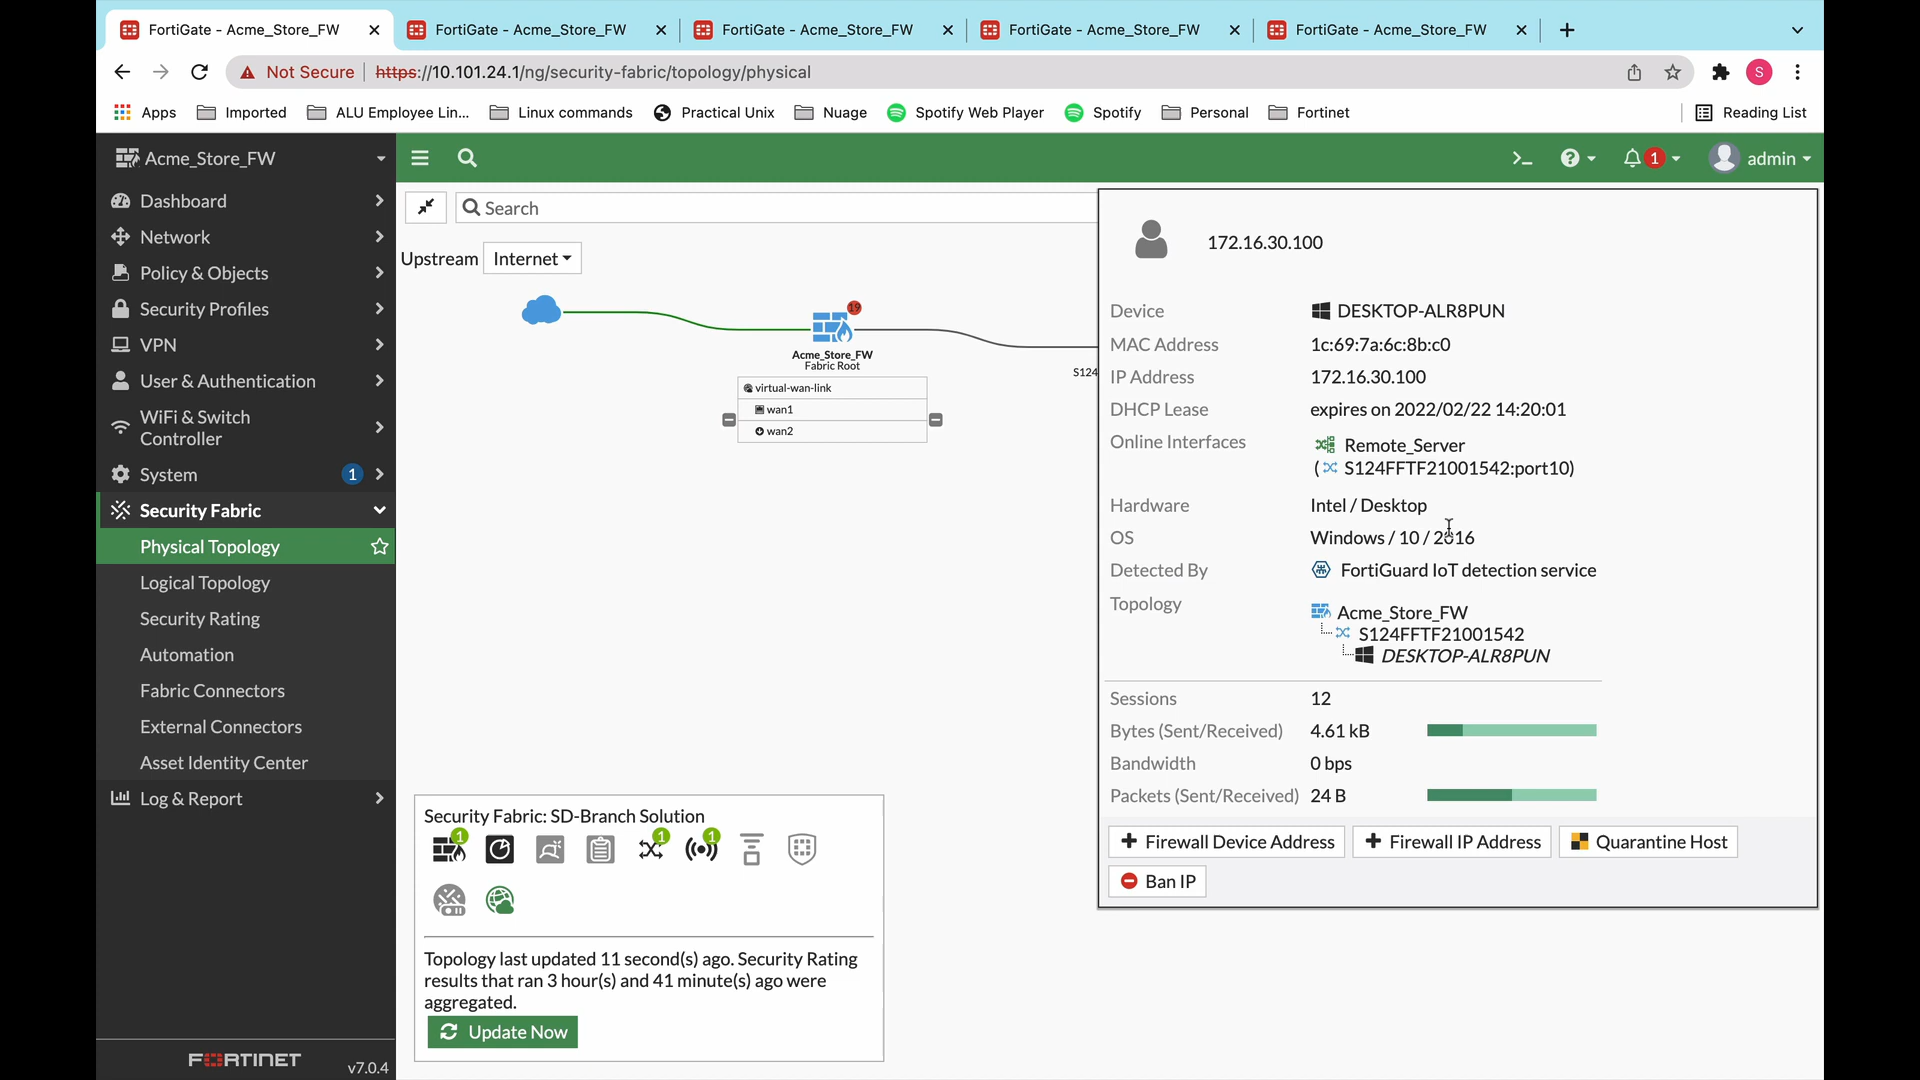 FortiGate - Acme_Store_FW
FortiGate - Acme_Store_FW
FortiGate - Acme_Store_FW
FortiGate - Acme_Store_FW
FortiGate - Acme_Store_FW
Not Secure
https://10.101.24.1/ng/security-fabric/topology/physical
S
Apps
Imported
ALU Employee Lin...
Linux commands
Practical Unix
Nuage
Spotify Web Player
Spotify
Personal
Fortinet
Reading List
Acme_Store_FW
1
admin
Dashboard
Network
Policy & Objects
Security Profiles
VPN
User & Authentication
WiFi & Switch
Controller
System
1
Security Fabric
Physical Topology
Logical Topology
Security Rating
Automation
Fabric Connectors
External Connectors
Asset Identity Center
Log & Report
FORTINET
v7.0.4
Search
Upstream
Internet
19
Acme_Store_FW
Fabric Root
virtual-wan-link
wan1
wan2
S124
Security Fabric: SD-Branch Solution
1
1
1
Topology last updated 11 second(s) ago. Security Rating
results that ran 3 hour(s) and 41 minute(s) ago were
aggregated.
Update Now
172.16.30.100
Device DESKTOP-ALR8PUN
MAC Address 1c:69:7a:6c:8b:c0
IP Address 172.16.30.100
DHCP Lease expires on 2022/02/22 14:20:01
Online Interfaces Remote_Server
( S124FFTF21001542:port10)
Hardware Intel / Desktop
OS Windows / 10 / 2016
Detected By FortiGuard IoT detection service
Topology Acme_Store_FW
S124FFTF21001542
DESKTOP-ALR8PUN
Sessions 12
Bytes (Sent/Received) 4.61 kB
Bandwidth 0 bps
Packets (Sent/Received) 24 B
Firewall Device Address
Firewall IP Address
Quarantine Host
Ban IP